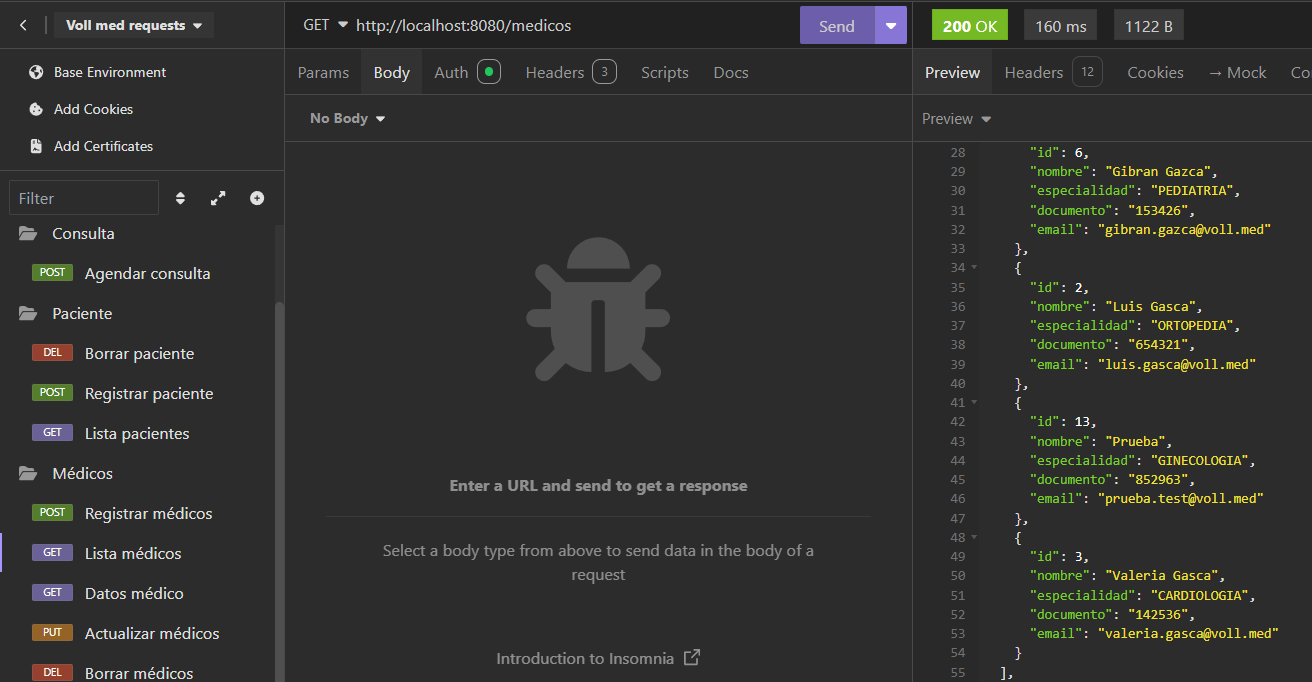 Voll med requests
Base Environment
Add Cookies
Add Certificates
Filter
Consulta
POST Agendar consulta
Paciente
DEL Borrar paciente
POST Registrar paciente
GET Lista pacientes
Médicos
POST Registrar médicos
GET Lista médicos
GET Datos médico
PUT Actualizar médicos
DEL Borrar médicos
GET http://localhost:8080/medicos Send
Params Body Auth Headers 3 Scripts Docs
No Body
Enter a URL and send to get a response
Select a body type from above to send data in the body of a
request
Introduction to Insomnia
200 OK 160 ms 1122 B
Preview Headers 12 Cookies → Mock Co
Preview
28 "id": 6,
29 "nombre": "Gibran Gazca",
30 "especialidad": "PEDIATRIA",
31 "documento": "153426",
32 "email": "gibran.gazca@voll.med"
33 },
34 {
35 "id": 2,
36 "nombre": "Luis Gasca",
37 "especialidad": "ORTOPEDIA",
38 "documento": "654321",
39 "email": "luis.gasca@voll.med"
40 },
41 {
42 "id": 13,
43 "nombre": "Prueba",
44 "especialidad": "GINECOLOGIA",
45 "documento": "852963",
46 "email": "prueba.test@voll.med"
47 },
48 {
49 "id": 3,
50 "nombre": "Valeria Gasca",
51 "especialidad": "CARDIOLOGIA",
52 "documento": "142536",
53 "email": "valeria.gasca@voll.med"
54 }
55 ],